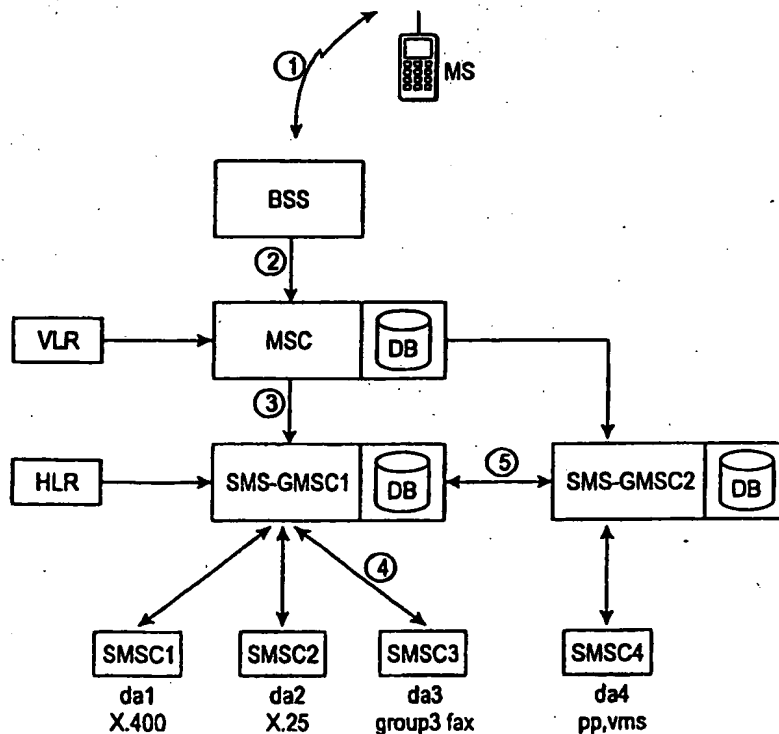 1
MS
BSS
2
VLR
MSC
DB
3
HLR
SMS-GMSC1
DB
5
SMS-GMSC2
DB
4
SMSC1
SMSC2
SMSC3
SMSC4
da1
da2
da3
da4
X.400
X.25
group3 fax
pp,vms